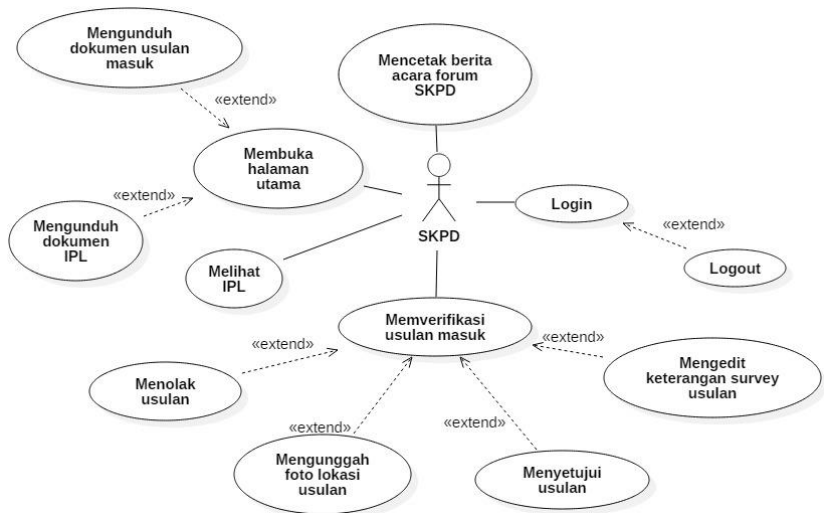 Mengunduh
dokumen usulan
masuk
Mencetak berita
acara forum
SKPD
«extend»
Membuka
halaman
utama
«extend»
Mengunduh
dokumen
IPL
Login
«extend»
SKPD
Melihat
IPL
Logout
Memverifikasi
usulan masuk
«extend»
«extend»
Menolak
usulan
Mengedit
keterangan survey
usulan
«extend»
«extend»
Mengunggah
foto lokasi
usulan
Menyetujui
usulan